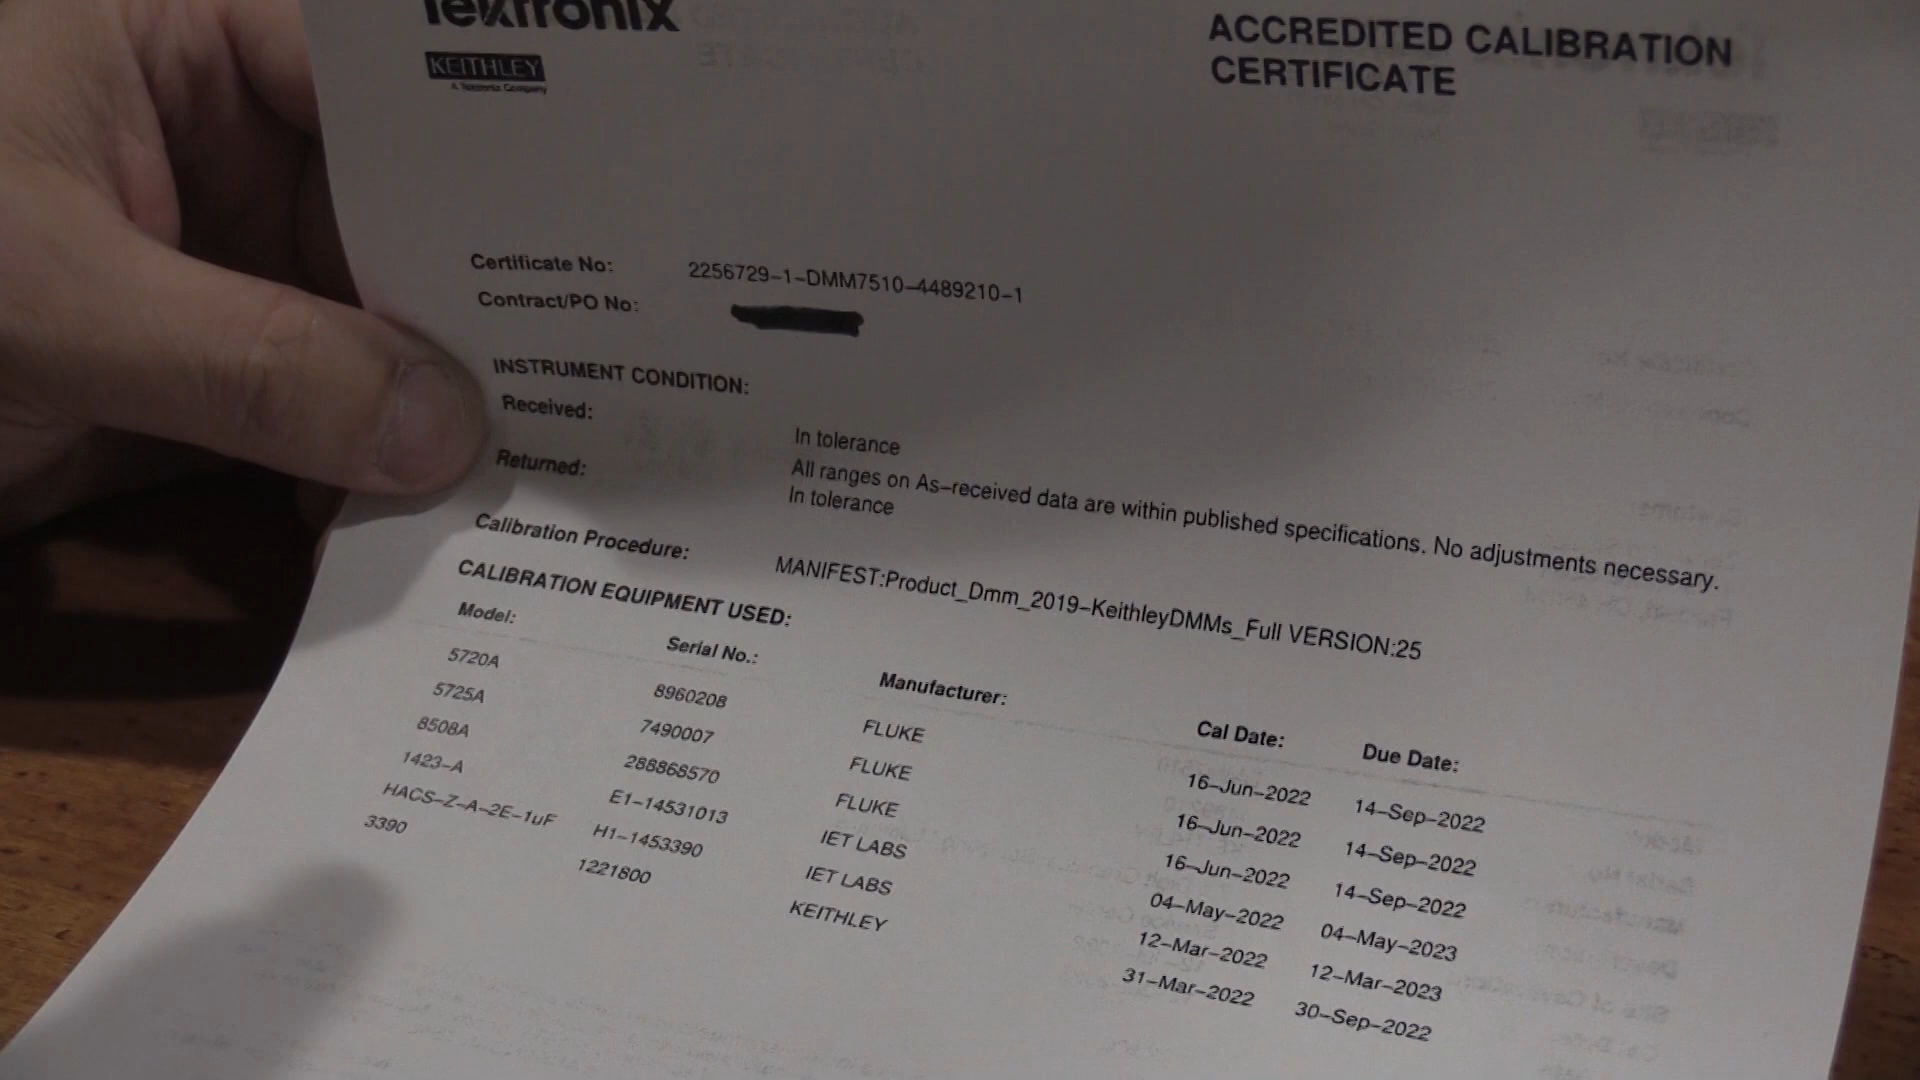 Tektronix
KEITHLEY
A Tektronix Company
ACCREDITED CALIBRATION
CERTIFICATE
Certificate No: 2256729-1-DMM7510-4489210-1
Contract/PO No:
INSTRUMENT CONDITION:
Received: In tolerance
All ranges on As-received data are within published specifications. No adjustments necessary.
Returned: In tolerance
Calibration Procedure: MANIFEST:Product_Dmm_2019-KeithleyDMMs_Full VERSION:25
CALIBRATION EQUIPMENT USED:
Model: Serial No.: Manufacturer: Cal Date: Due Date:
5720A 8960208 FLUKE 16-Jun-2022 14-Sep-2022
5725A 7490007 FLUKE 16-Jun-2022 14-Sep-2022
8508A 288868570 FLUKE 16-Jun-2022 14-Sep-2022
1423-A E1-14531013 IET LABS 04-May-2022 04-May-2023
HACS-Z-A-2E-1uF H1-1453390 IET LABS 12-Mar-2022 12-Mar-2023
3390 1221800 KEITHLEY 31-Mar-2022 30-Sep-2022